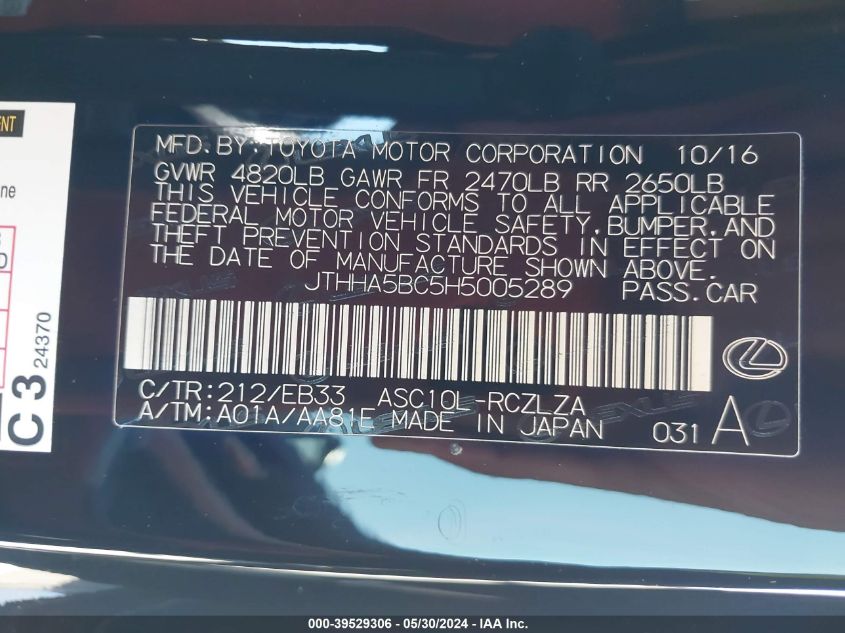 ENT
ne
D
C3
24370
MFD. BY: TOYOTA MOTOR CORPORATION 10/16
GVWR 4820LB GAWR FR 2470LB RR 2650LB
THIS VEHICLE CONFORMS TO ALL APPLICABLE
FEDERAL MOTOR VEHICLE SAFETY, BUMPER, AND
THEFT PREVENTION STANDARDS IN EFFECT ON
THE DATE OF MANUFACTURE SHOWN ABOVE.
JTHHA5BC5H5005289 PASS.CAR
C/TR:212/EB33 ASC10L-RCZLZA
A/TM:A01A/AA81E MADE IN JAPAN 031 A
000-39529306 - 05/30/2024 - IAA Inc.